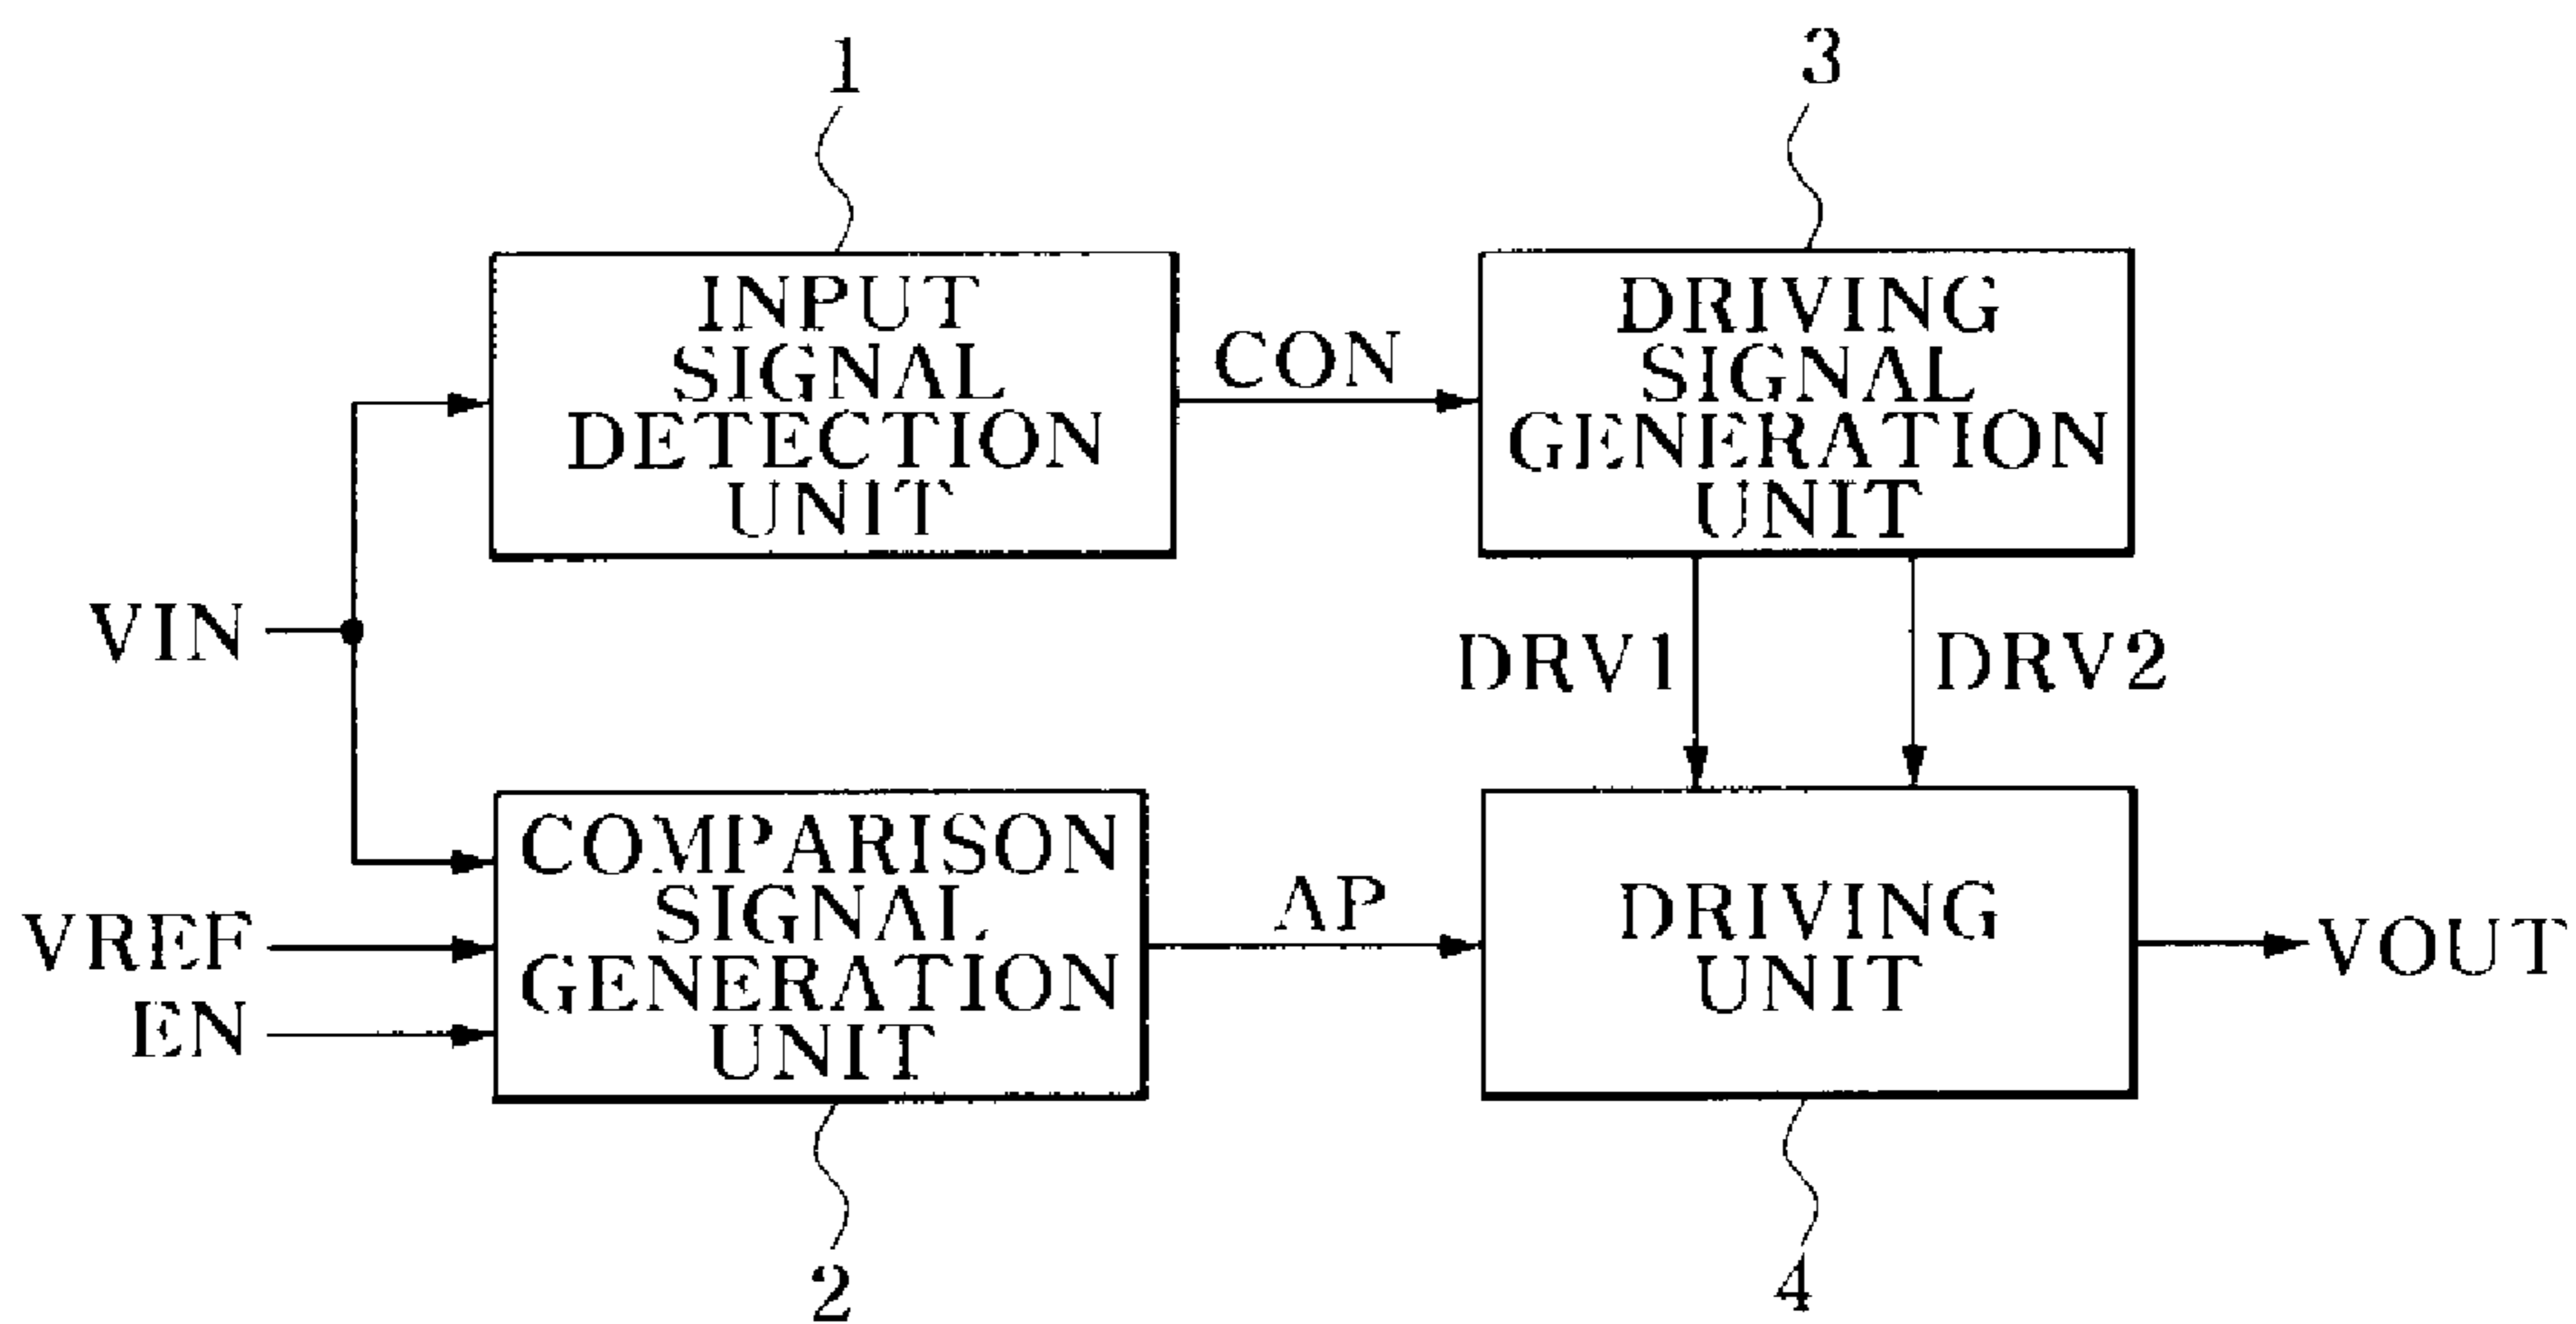 1
3
INPUT
SIGNAL
DETECTION
UNIT
CON
DRIVING
SIGNAL
GENERATION
UNIT
VIN
DRV1
DRV2
COMPARISON
SIGNAL
GENERATION
UNIT
VREF
EN
AP
DRIVING
UNIT
VOUT
2
4